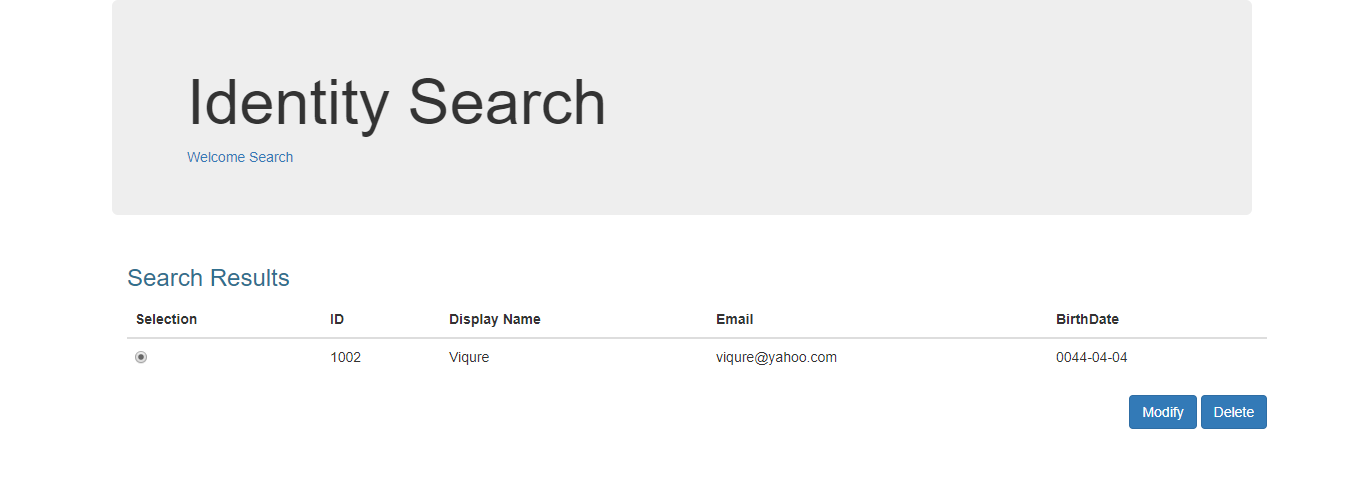 Identity Search
Welcome Search
Search Results
Selection ID Display Name Email BirthDate
1002 Viqure viqure@yahoo.com 0044-04-04
Modify Delete